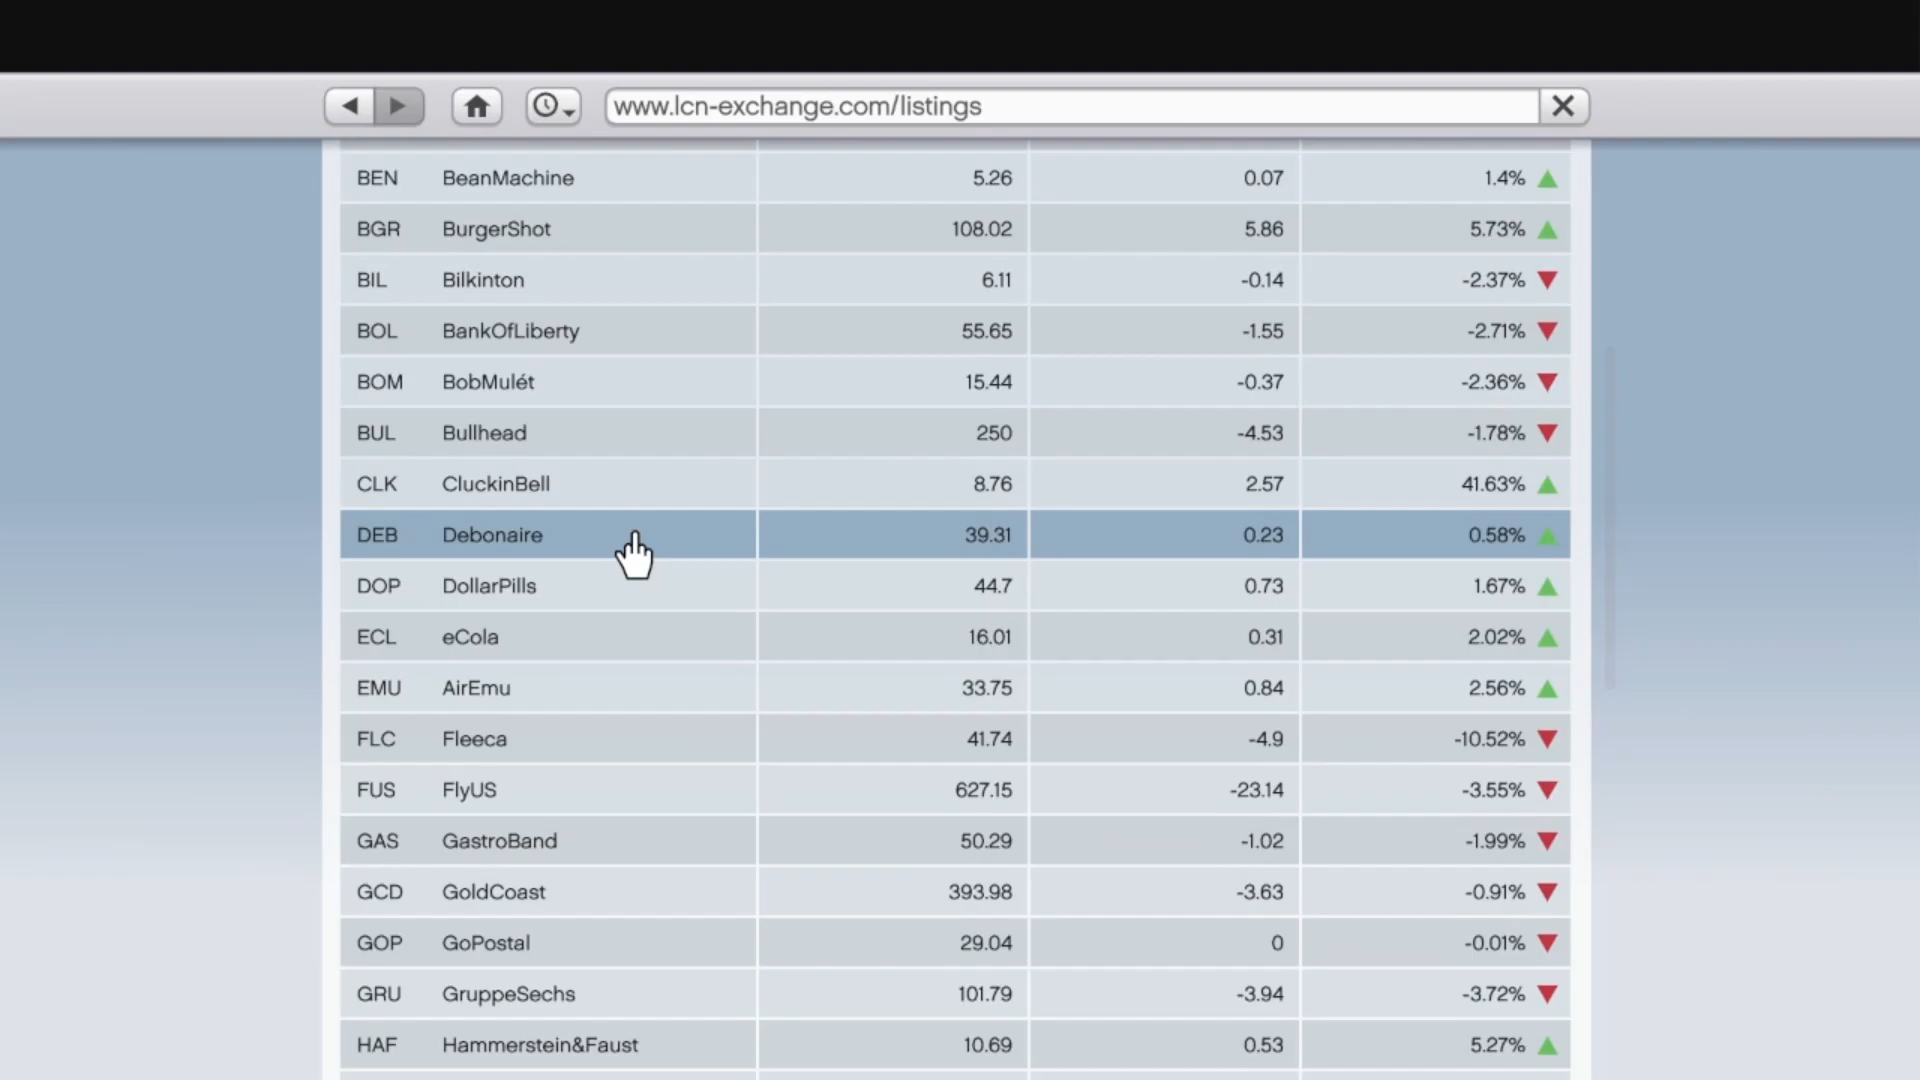 www.lcn-exchange.com/listings
BEN BeanMachine 5.26 0.07 1.4%
BGR BurgerShot 108.02 5.86 5.73%
BIL Bilkinton 6.11 -0.14 -2.37%
BOL BankOfLiberty 55.65 -1.55 -2.71%
BOM BobMulét 15.44 -0.37 -2.36%
BUL Bullhead 250 -4.53 -1.78%
CLK CluckinBell 8.76 2.57 41.63%
DEB Debonaire 39.31 0.23 0.58%
DOP DollarPills 44.7 0.73 1.67%
ECL eCola 16.01 0.31 2.02%
EMU AirEmu 33.75 0.84 2.56%
FLC Fleeca 41.74 -4.9 -10.52%
FUS FlyUS 627.15 -23.14 -3.55%
GAS GastroBand 50.29 -1.02 -1.99%
GCD GoldCoast 393.98 -3.63 -0.91%
GOP GoPostal 29.04 0 -0.01%
GRU GruppeSechs 101.79 -3.94 -3.72%
HAF Hammerstein&Faust 10.69 0.53 5.27%